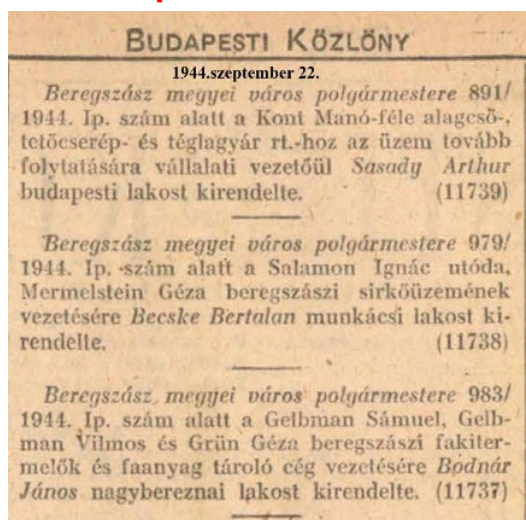 BUDAPESTI KÖZLÖNY
1944.szeptember 22.
Beregszász megyei város polgármestere 891/
1944. Ip. szám alatt a Kont Manó-féle alagcső-,
tetőcserép- és téglagyár rt.-hoz az üzem tovább
folytatására vállalati vezetőül Sasady Arthur
budapesti lakost kirendelte. (11739)
Beregszász megyei város polgármestere 979/
1944. Ip. szám alatt a Salamon Ignác utóda,
Mermelstein Géza beregszászi sirkőüzemének
vezetésére Becske Bertalan munkácsi lakost ki-
rendelte. (11738)
Beregszász megyei város polgármestere 983/
1944. Ip. szám alatt a Gelbman Sámuel, Gelb-
man Vilmos és Grün Géza beregszászi fakiter-
melők és faanyag tároló cég vezetésére Bodnár
János nagybereznai lakost kirendelte. (11737)